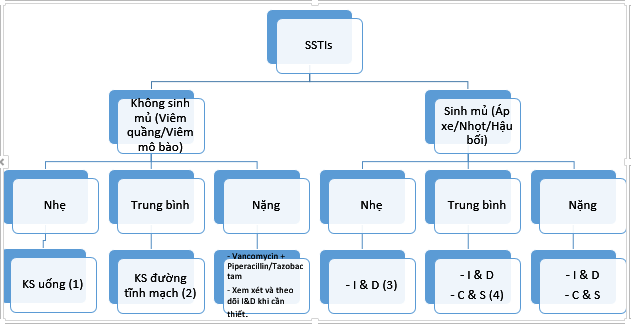 SSTIs
Không sinh
mủ (Viêm
quầng/Viêm
mô bào)
Sinh mủ (Áp
xe/Nhọt/Hậu
bối)
Nhẹ
Trung bình
Nặng
Nhẹ
Trung bình
Nặng
KS uống (1)
KS đường
tĩnh mạch (2)
- Vancomycin +
Piperacillin/Tazobac
tam
- Xem xét và theo
dõi I&D khi cần
thiết.
- I & D (3)
- I & D
- C & S (4)
- I & D
- C & S